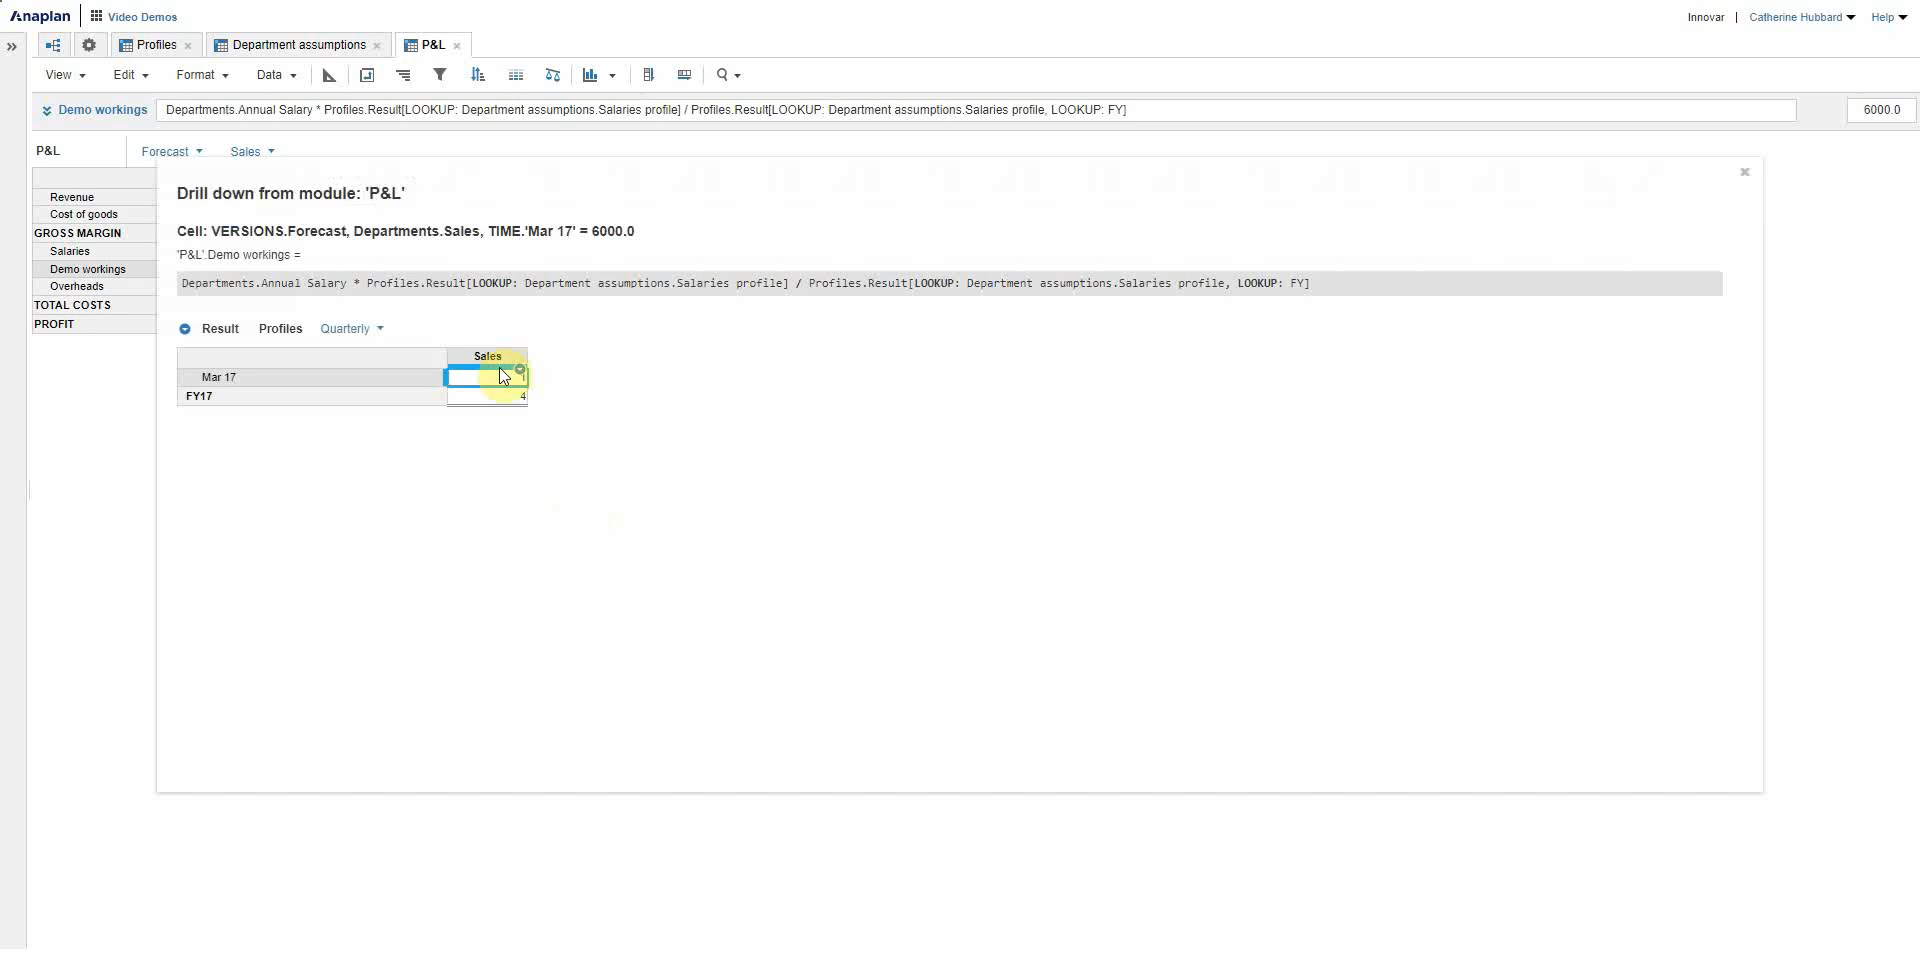 Anaplan Video Demos Innovar Catherine Hubbard Help
Profiles Department assumptions P&L
View Edit Format Data
Demo workings Departments.Annual Salary * Profiles.Result[LOOKUP: Department assumptions.Salaries profile] / Profiles.Result[LOOKUP: Department assumptions.Salaries profile, LOOKUP: FY] 6000.0
P&L Forecast Sales
Revenue
Cost of goods
GROSS MARGIN
Salaries
Demo workings
Overheads
TOTAL COSTS
PROFIT
Drill down from module: 'P&L'
Cell: VERSIONS.Forecast, Departments.Sales, TIME.'Mar 17' = 6000.0
'P&L'.Demo workings =
Departments.Annual Salary * Profiles.Result[LOOKUP: Department assumptions.Salaries profile] / Profiles.Result[LOOKUP: Department assumptions.Salaries profile, LOOKUP: FY]
Result Profiles Quarterly
Sales
Mar 17 1
FY17 4